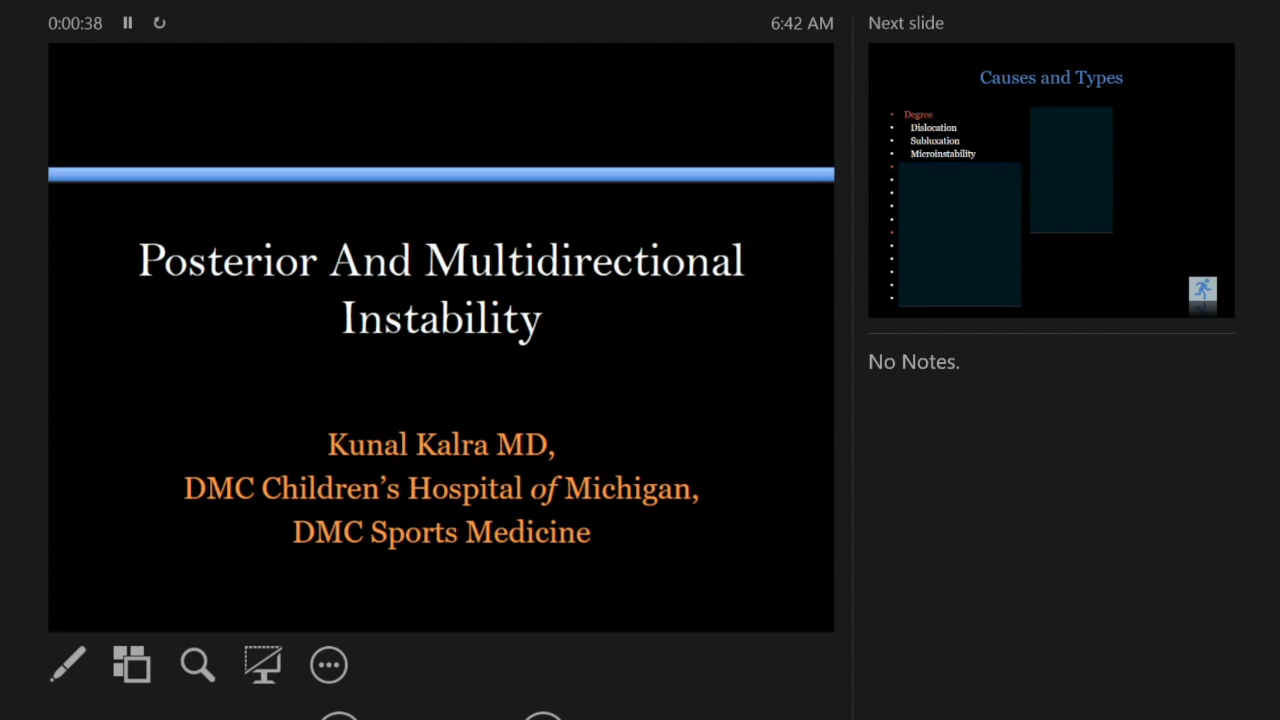 0:00:38
6:42 AM
Next slide
Posterior And Multidirectional
Instability
Kunal Kalra MD,
DMC Children’s Hospital of Michigan,
DMC Sports Medicine
Causes and Types
• Degree
• Dislocation
• Subluxation
• Microinstability
No Notes.